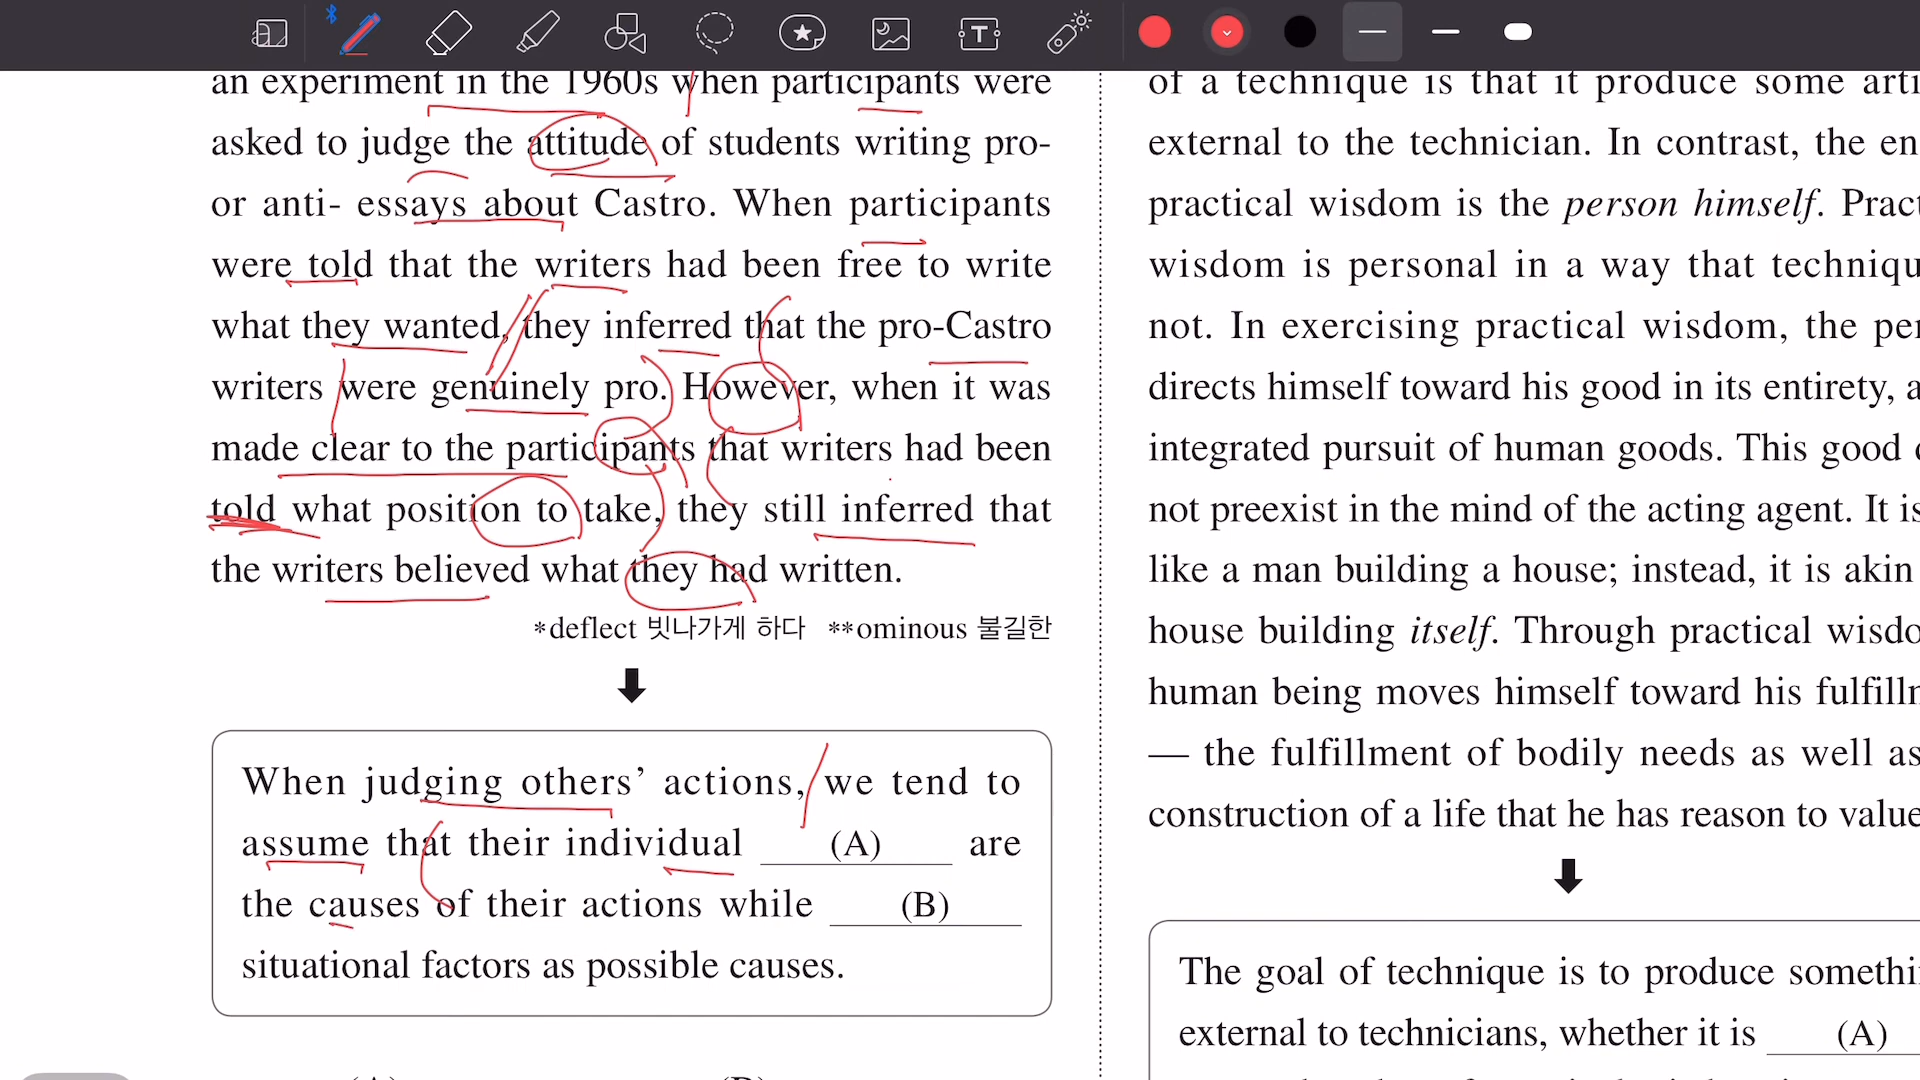 an experiment in the 1960s when participants were
asked to judge the attitude of students writing pro-
or anti- essays about Castro. When participants
were told that the writers had been free to write
what they wanted, they inferred that the pro-Castro
writers were genuinely pro. However, when it was
made clear to the participants that writers had been
told what position to take, they still inferred that
the writers believed what they had written.
*deflect 빗나가게 하다 **ominous 불길한
When judging others’ actions, we tend to
assume that their individual (A) are
the causes of their actions while (B)
situational factors as possible causes.
of a technique is that it produce some
external to the technician. In contrast, the
practical wisdom is the person himself.
wisdom is personal in a way that
not. In exercising practical wisdom, the
directs himself toward his good in its entirety,
integrated pursuit of human goods. This good
not preexist in the mind of the acting agent. It is
like a man building a house; instead, it is akin
house building itself. Through practical
human being moves himself toward his
— the fulfillment of bodily needs as well as
construction of a life that he has reason to value
The goal of technique is to produce
external to technicians, whether it is (A)